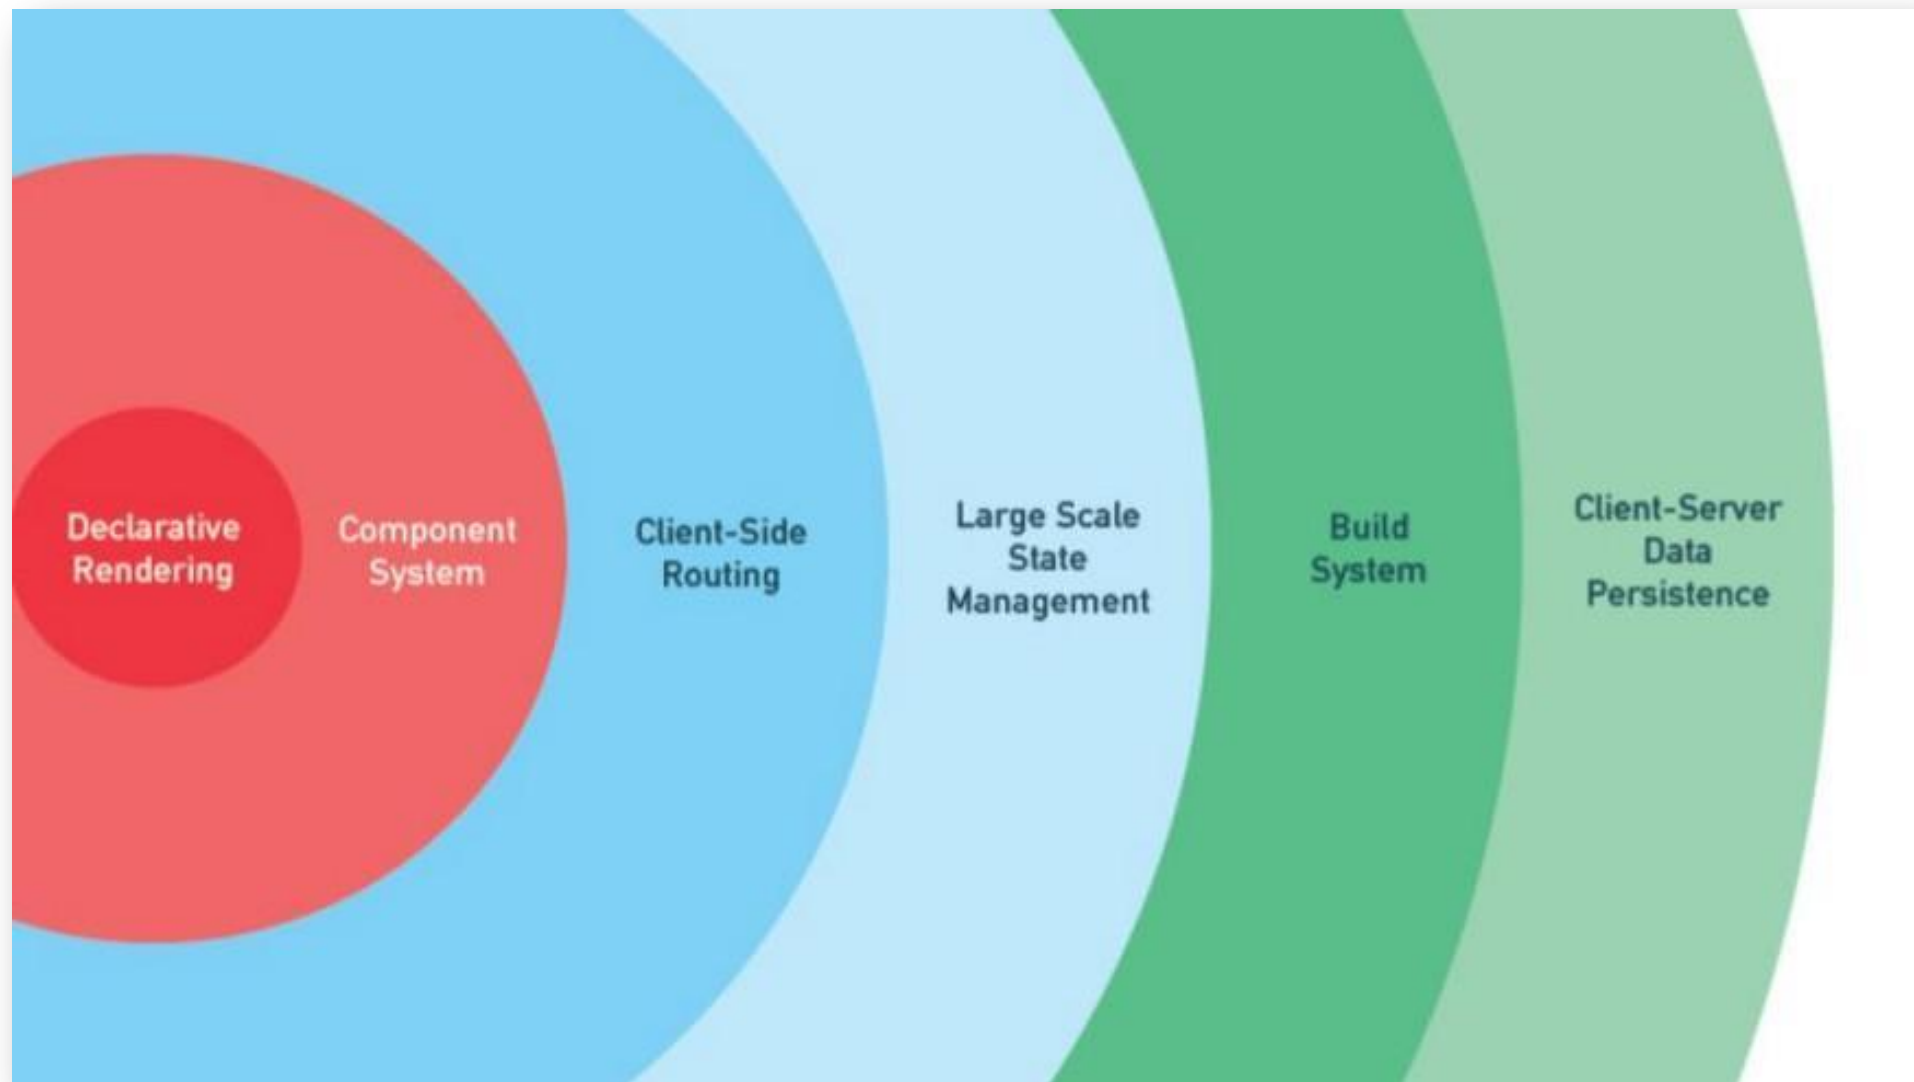 Declarative
Rendering
Component
System
Client-Side
Routing
Large Scale
State
Management
Build
System
Client-Server
Data
Persistence